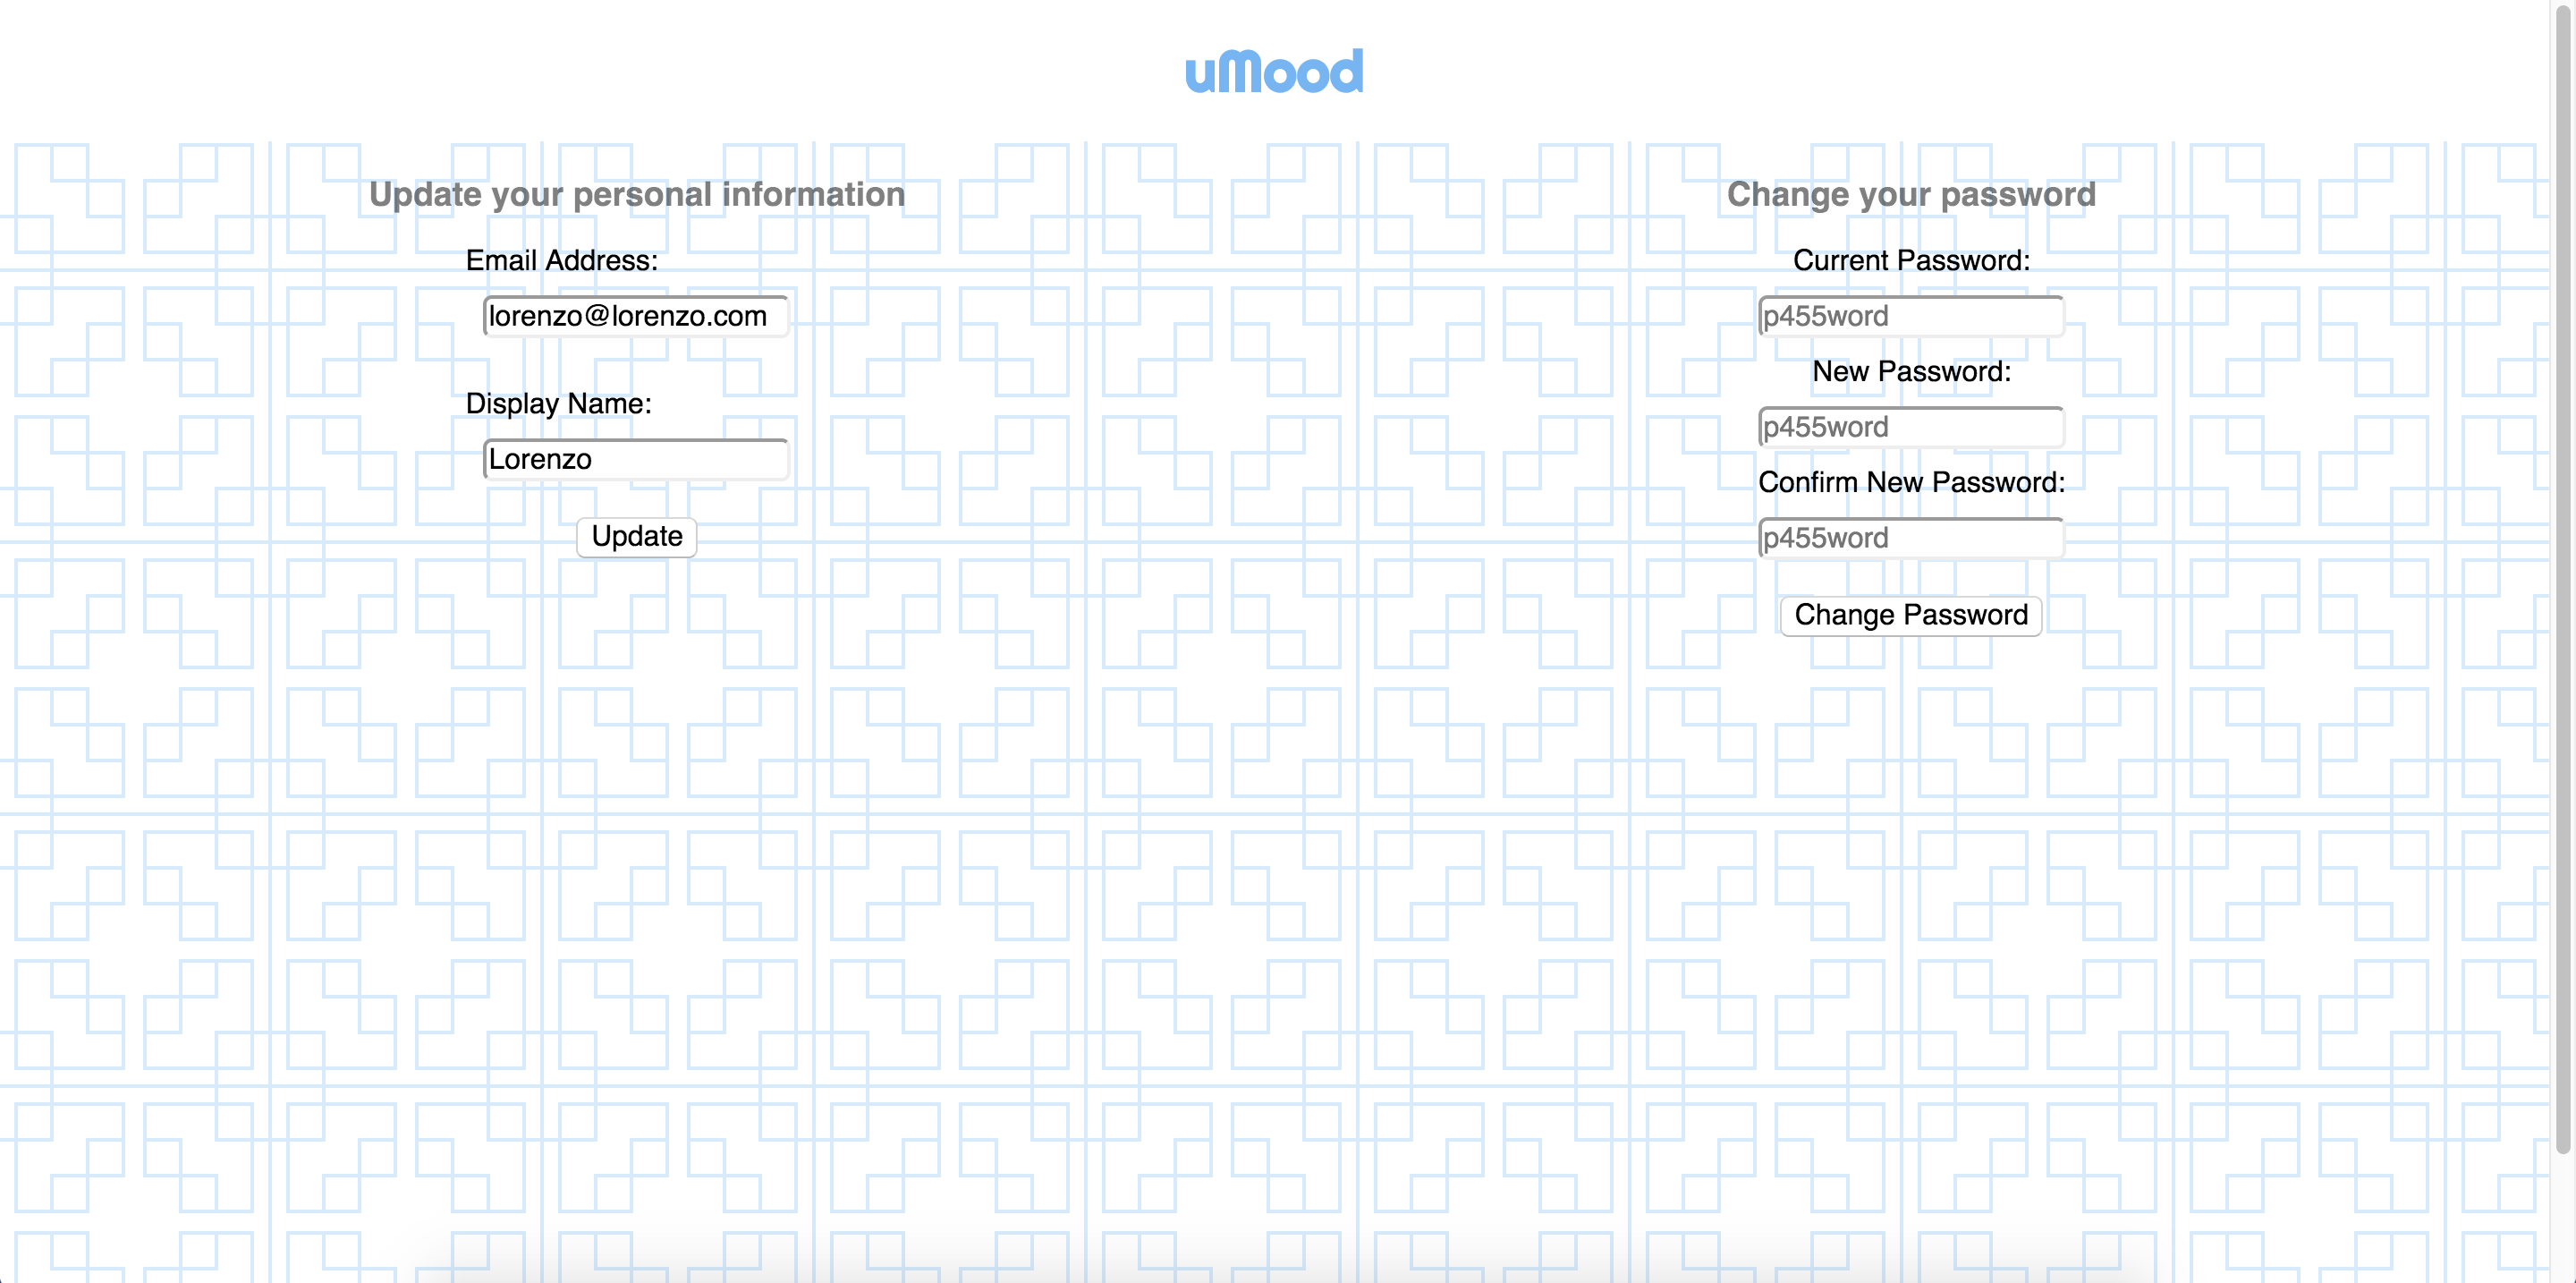 uMood
Update your personal information
Email Address:
lorenzo@lorenzo.com
Display Name:
Lorenzo
Update
Change your password
Current Password:
p455word
New Password:
p455word
Confirm New Password:
p455word
Change Password